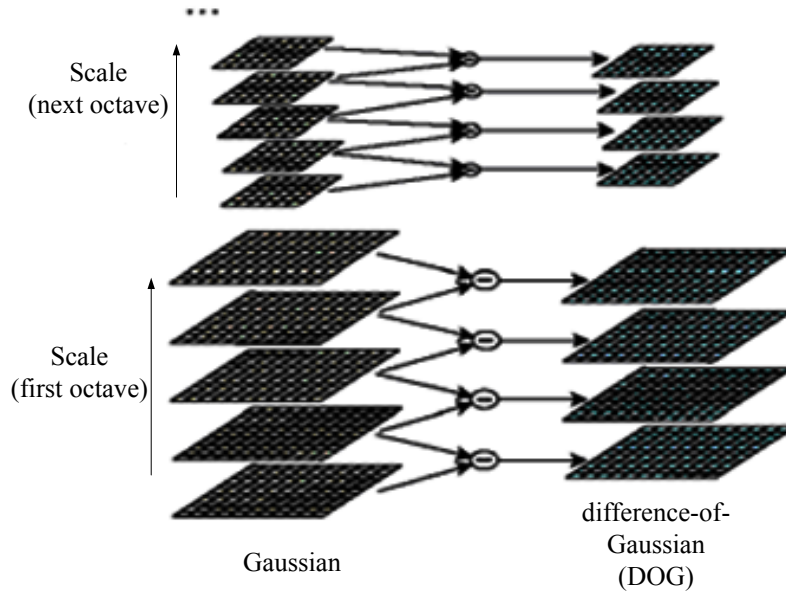 ...
Scale
(next octave)
Scale
(first octave)
Gaussian
difference-of-
Gaussian
(DOG)